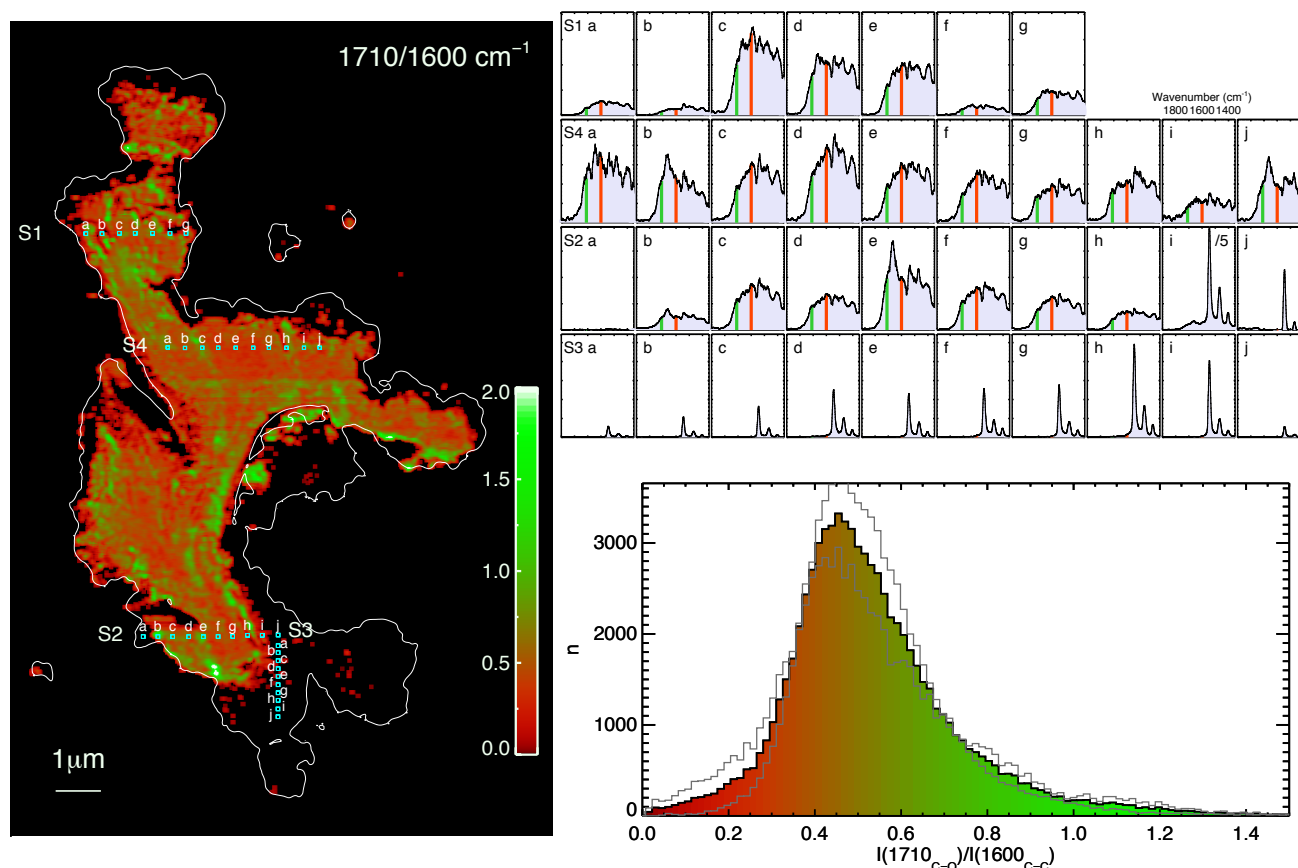 1710/1600 cm⁻¹
S1
a b c d e f g
S4
a b c d e f g h i j
S2
a b c d e f g h i j
S3
a
b
c
d
e
f
g
h
i
j
2.0
1.5
1.0
0.5
0.0
1μm
S1 a b c d e f g
Wavenumber (cm⁻¹)
1800 1600 1400
S4 a b c d e f g h i j
S2 a b c d e f g h i /5 j
S3 a b c d e f g h i j
n
3000
2000
1000
0
0.0 0.2 0.4 0.6 0.8 1.0 1.2 1.4
I(1710 C=O)/I(1600 C=C)